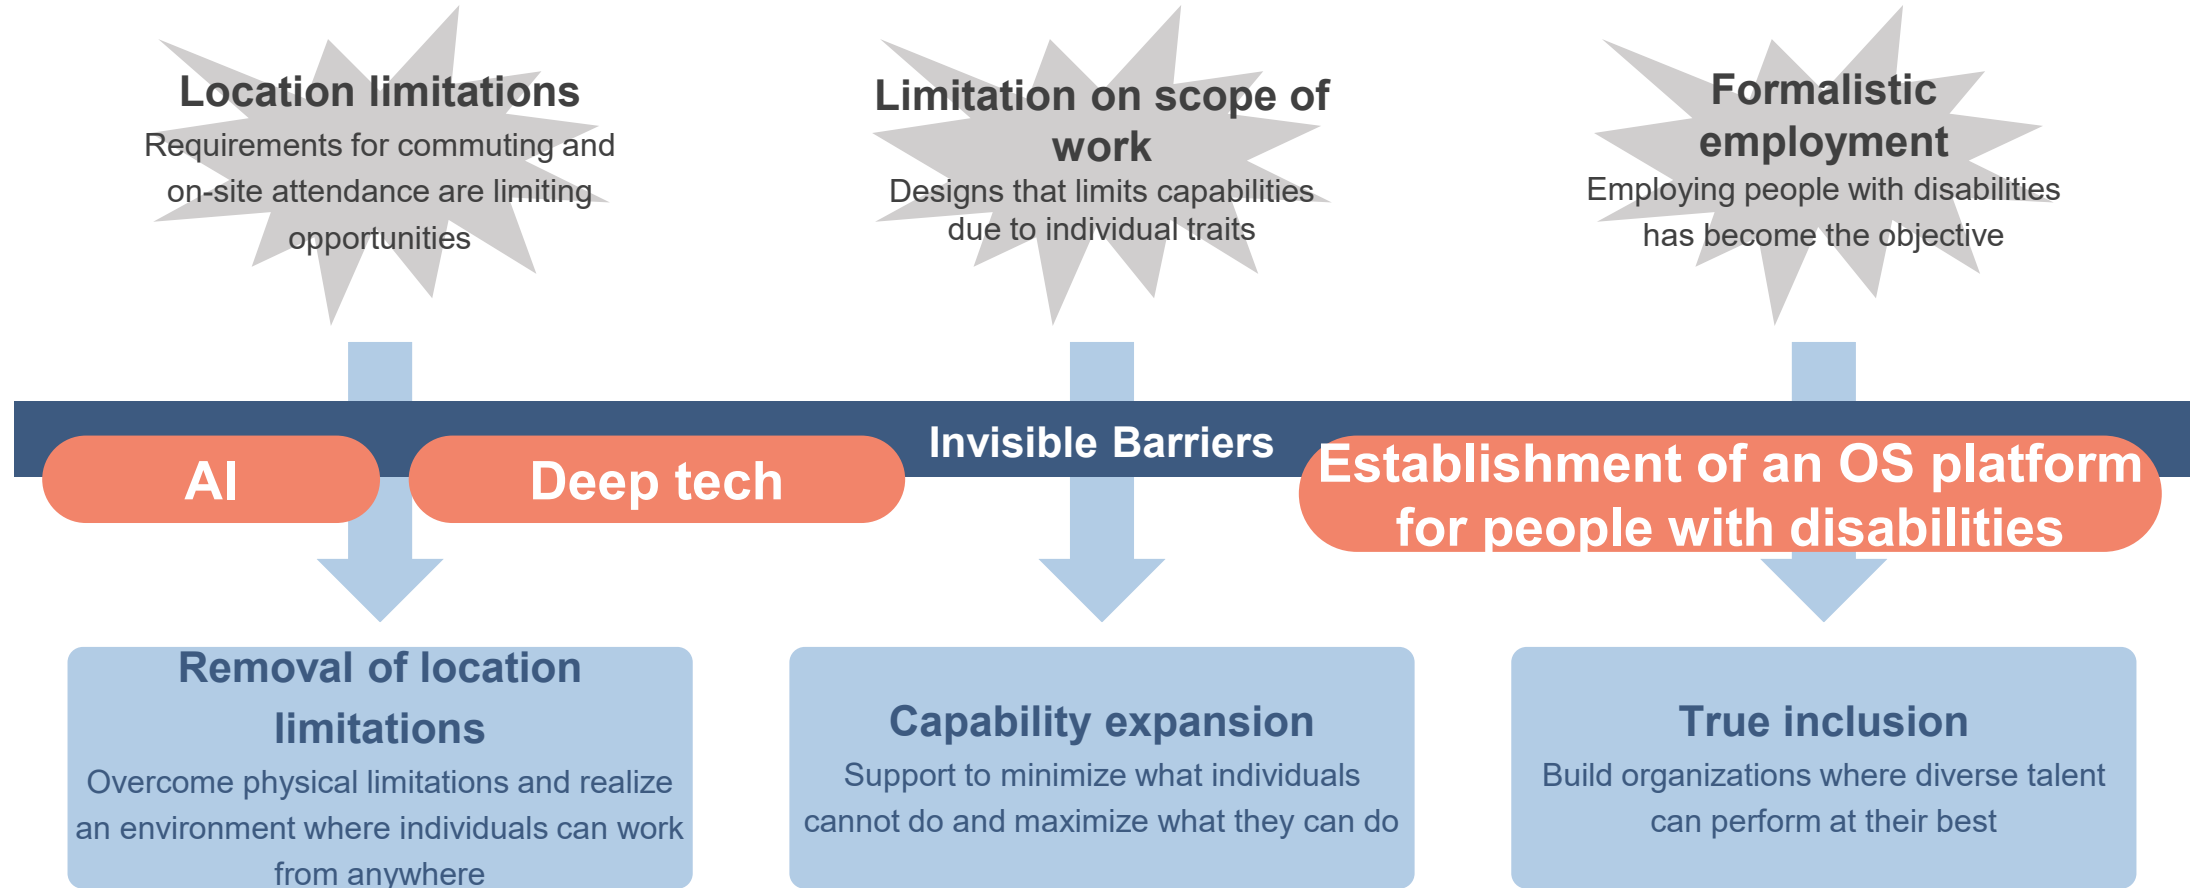 Location limitations
Requirements for commuting and
on-site attendance are limiting
opportunities
Limitation on scope of
work
Designs that limits capabilities
due to individual traits
Formalistic
employment
Employing people with disabilities
has become the objective
Invisible Barriers
AI
Deep tech
Establishment of an OS platform
for people with disabilities
Removal of location
limitations
Overcome physical limitations and realize
an environment where individuals can work
from anywhere
Capability expansion
Support to minimize what individuals
cannot do and maximize what they can do
True inclusion
Build organizations where diverse talent
can perform at their best